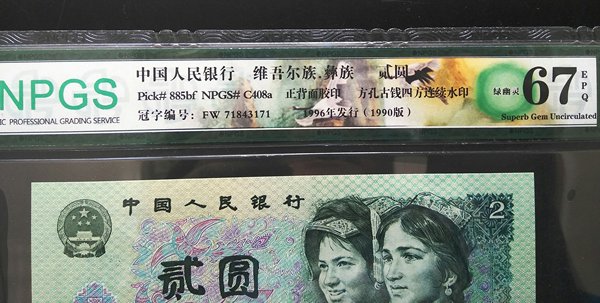 NPGS
IC PROFESSIONAL GRADING SERVICE
中国人民银行 维吾尔族,彝族 贰圆
Pick# 885bf NPGS# C408a 正背面胶印 方孔古钱四方连续水印
冠字编号: FW 71843171 1996年发行(1990版)
绿幽灵
67
EPQ
Superb Gem Uncirculated
中国人民银行
2
贰圆